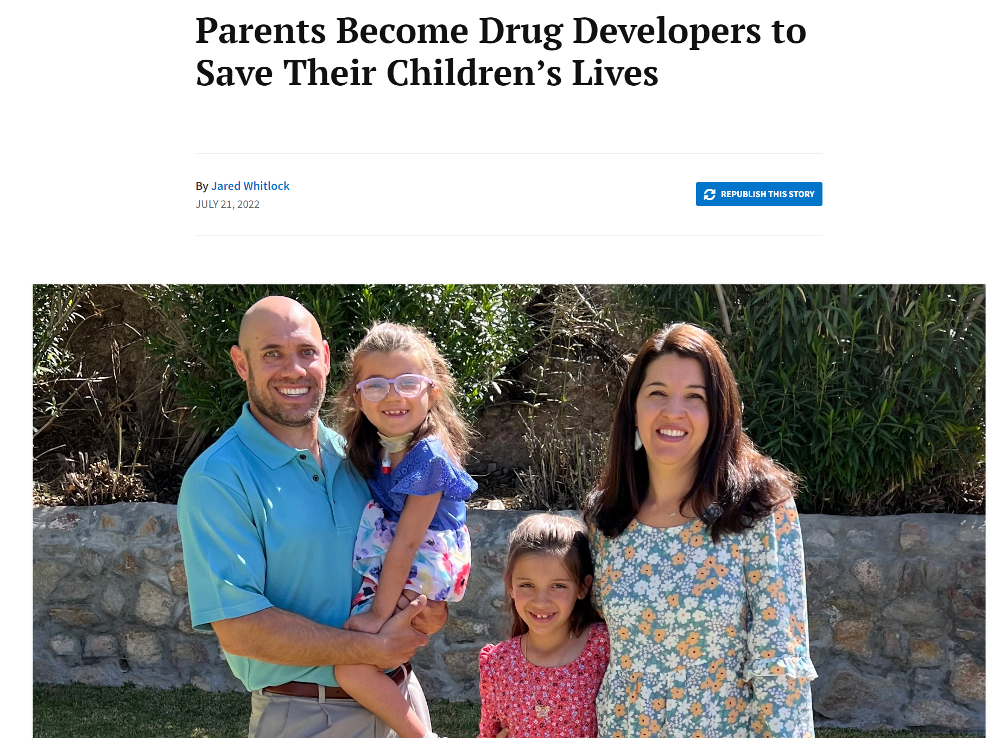 Parents Become Drug Developers to
Save Their Children’s Lives
By Jared Whitlock
JULY 21, 2022
REPUBLISH THIS STORY